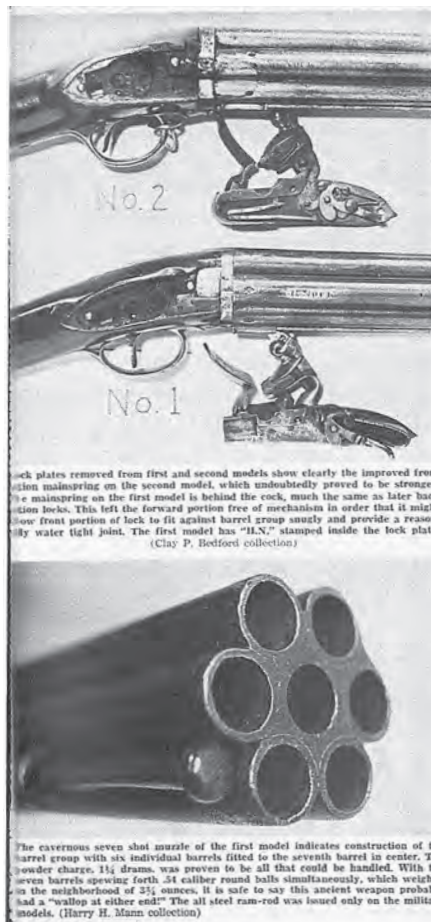 No. 2
No. 1
ock plates removed from first and second models show clearly the improved fron
tion mainspring on the second model, which undoubtedly proved to be stronge
e mainspring on the first model is behind the cock, much the same as later bac
tion locks. This left the forward portion free of mechanism in order that it migh
ow front portion of lock to fit against barrel group snugly and provide a reaso
ly water tight joint. The first model has "H.N," stamped inside the lock plat
(Clay P. Bedford collection)
The cavernous seven shot muzzle of the first model indicates construction of
barrel group with six individual barrels fitted to the seventh barrel in center. T
powder charge, 1¼ drams, was proven to be all that could be handled. With
seven barrels spewing forth .54 caliber round balls simultaneously, which weigh
in the neighborhood of 3¾ ounces, it is safe to say this ancient weapon probab
had a "wallop at either end!" The all steel ram-rod was issued only on the milita
models. (Harry H. Mann collection)